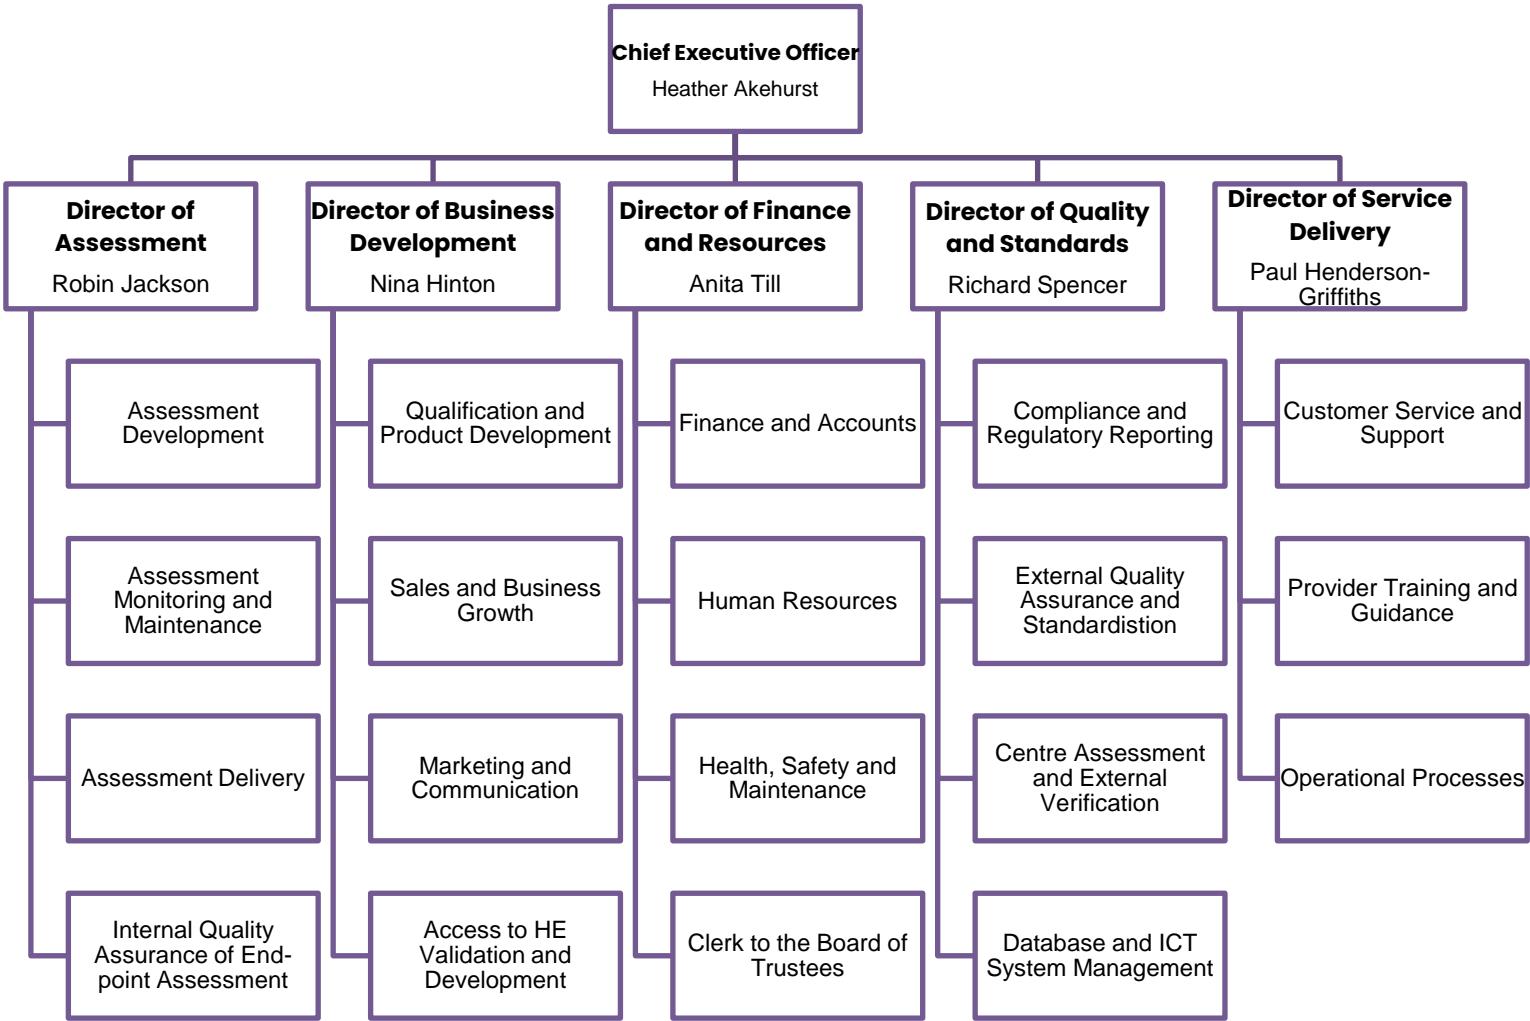 Chief Executive Officer
Heather Akehurst
Director of
Assessment
Robin Jackson
Director of Business
Development
Nina Hinton
Director of Finance
and Resources
Anita Till
Director of Quality
and Standards
Richard Spencer
Director of Service
Delivery
Paul Henderson-
Griffiths
Assessment
Development
Assessment
Monitoring and
Maintenance
Assessment Delivery
Internal Quality
Assurance of End-
point Assessment
Qualification and
Product Development
Sales and Business
Growth
Marketing and
Communication
Access to HE
Validation and
Development
Finance and Accounts
Human Resources
Health, Safety and
Maintenance
Clerk to the Board of
Trustees
Compliance and
Regulatory Reporting
External Quality
Assurance and
Standardistion
Centre Assessment
and External
Verification
Database and ICT
System Management
Customer Service and
Support
Provider Training and
Guidance
Operational Processes